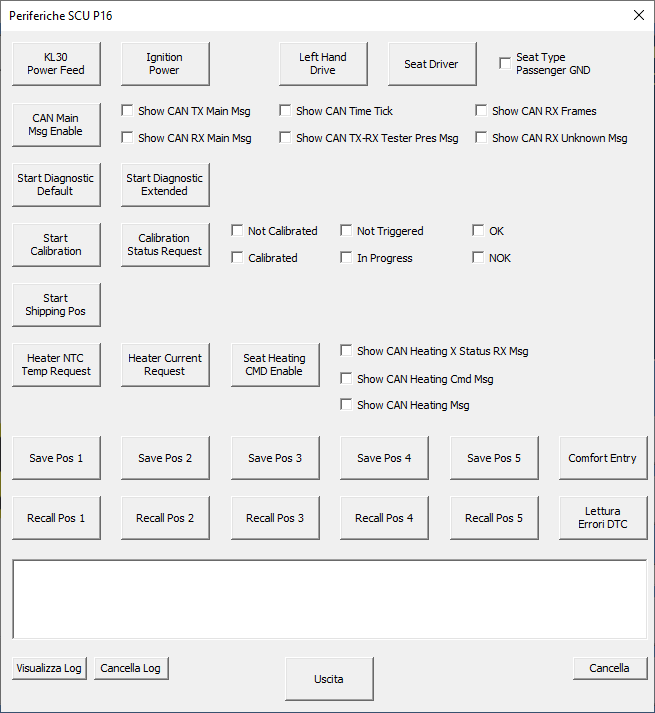 Periferiche SCU P16
KL30
Power Feed
Ignition
Power
Left Hand
Drive
Seat Driver
Seat Type
Passenger GND
CAN Main
Msg Enable
Show CAN TX Main Msg
Show CAN Time Tick
Show CAN RX Frames
Show CAN RX Main Msg
Show CAN TX-RX Tester Pres Msg
Show CAN RX Unknown Msg
Start Diagnostic
Default
Start Diagnostic
Extended
Start
Calibration
Calibration
Status Request
Not Calibrated
Not Triggered
OK
Calibrated
In Progress
NOK
Start
Shipping Pos
Heater NTC
Temp Request
Heater Current
Request
Seat Heating
CMD Enable
Show CAN Heating X Status RX Msg
Show CAN Heating Cmd Msg
Show CAN Heating Msg
Save Pos 1
Save Pos 2
Save Pos 3
Save Pos 4
Save Pos 5
Comfort Entry
Recall Pos 1
Recall Pos 2
Recall Pos 3
Recall Pos 4
Recall Pos 5
Lettura
Errori DTC
Visualizza Log
Cancella Log
Uscita
Cancella